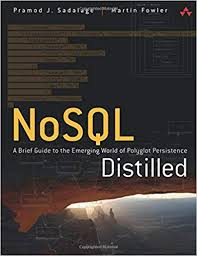 Pramod J. Sadalage Martin Fowler
NoSQL
A Brief Guide to the Emerging World of Polyglot Persistence
Distilled